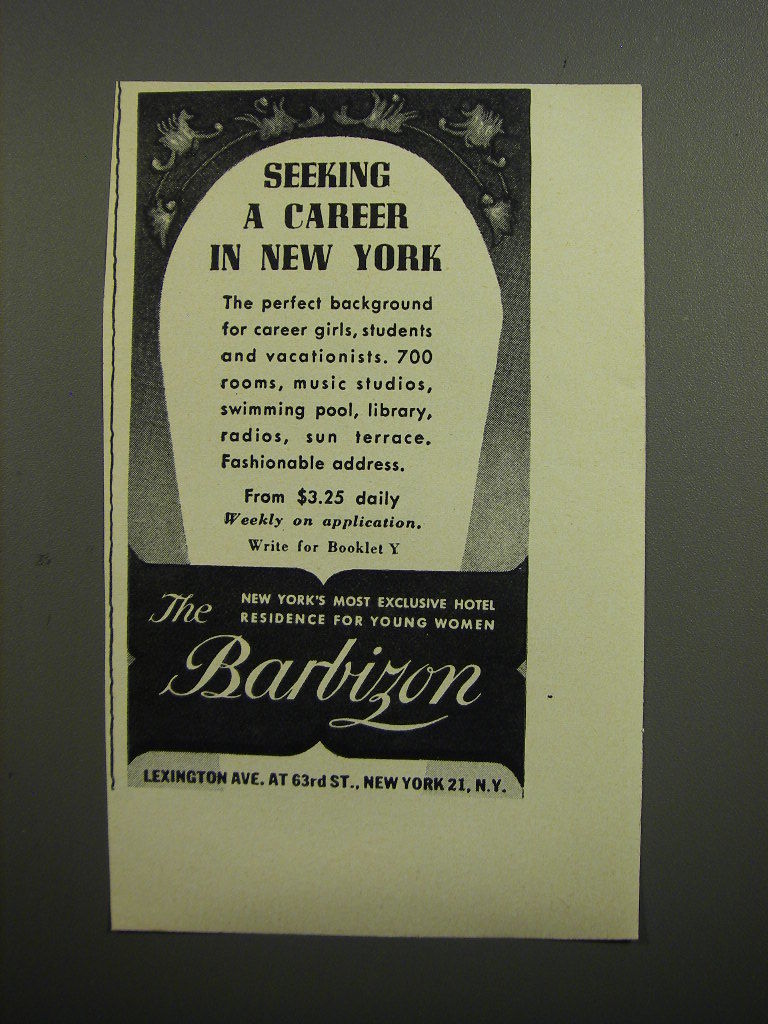 SEEKING
A CAREER
IN NEW YORK
The perfect background
for career girls, students
and vacationists. 700
rooms, music studios,
swimming pool, library,
radios, sun terrace.
Fashionable address.
From $3.25 daily
Weekly on application.
Write for Booklet Y
NEW YORK'S MOST EXCLUSIVE HOTEL
RESIDENCE FOR YOUNG WOMEN
The
Barbizon
LEXINGTON AVE. AT 63rd ST., NEW YORK 21, N.Y.